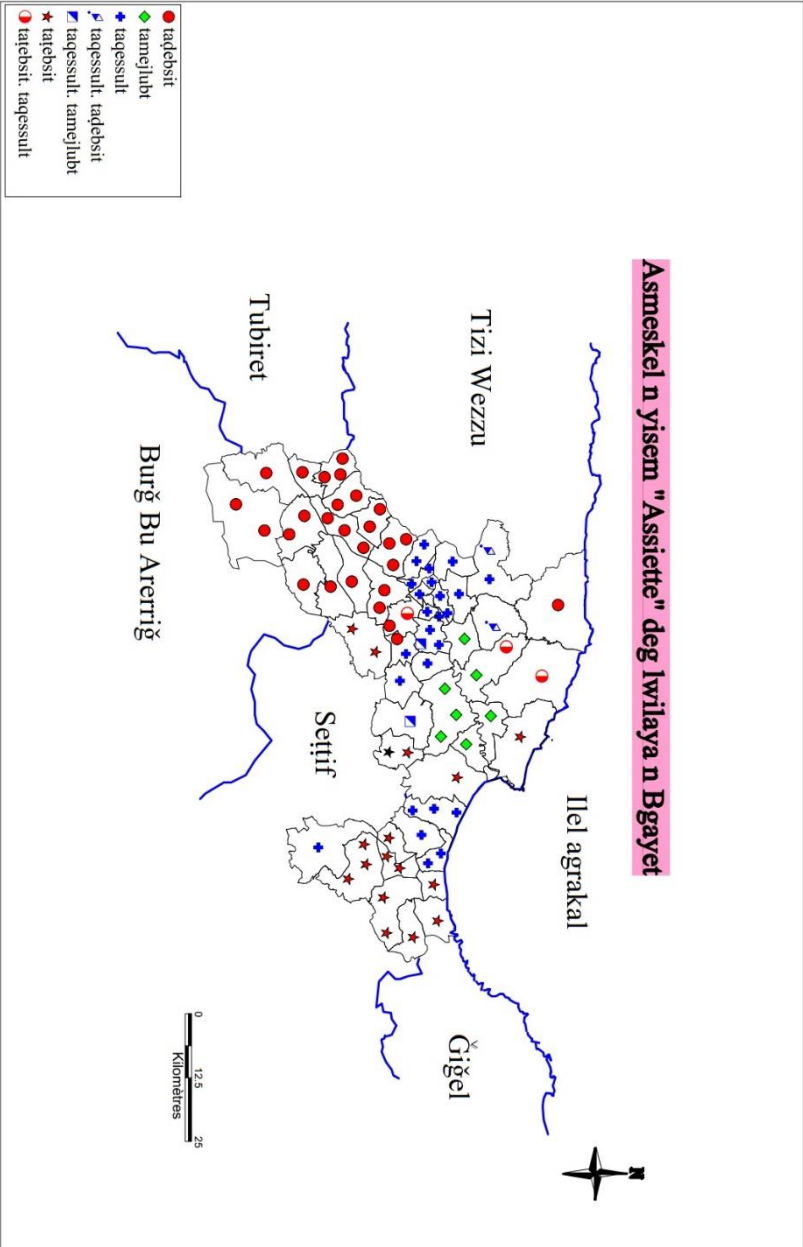 Asmeskel n yisem "Assiette" deg lwilaya n Bgayet
N
Ilel agrakal
Tizi Wezzu
Ǧiǧel
Tubiret
Seṭṭif
Burǧ Bu Arerriǧ
0 12.5 25
Kilomètres
taḍebsit
tamejlubt
taqessult
taqessult. taḍebsit
taqessult. tamejlubt
taṭebsit
taṭebsit. taqessult